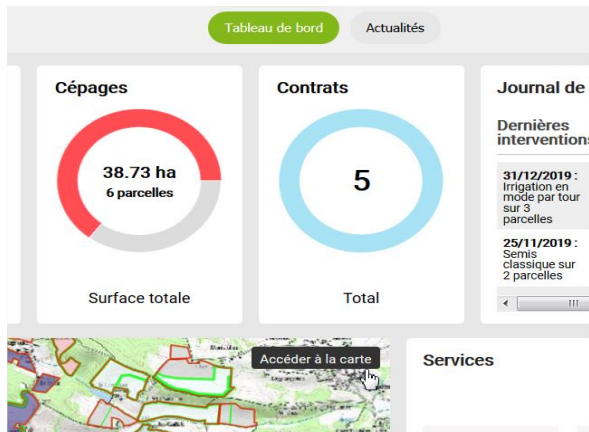 Tableau de bord
Actualités
Cépages
38.73 ha
6 parcelles
Surface totale
Contrats
5
Total
Journal de
Dernières
interventions
31/12/2019 :
Irrigation en
mode par tour
sur 3
parcelles
25/11/2019 :
Semis
classique sur
2 parcelles
Accéder à la carte
Services